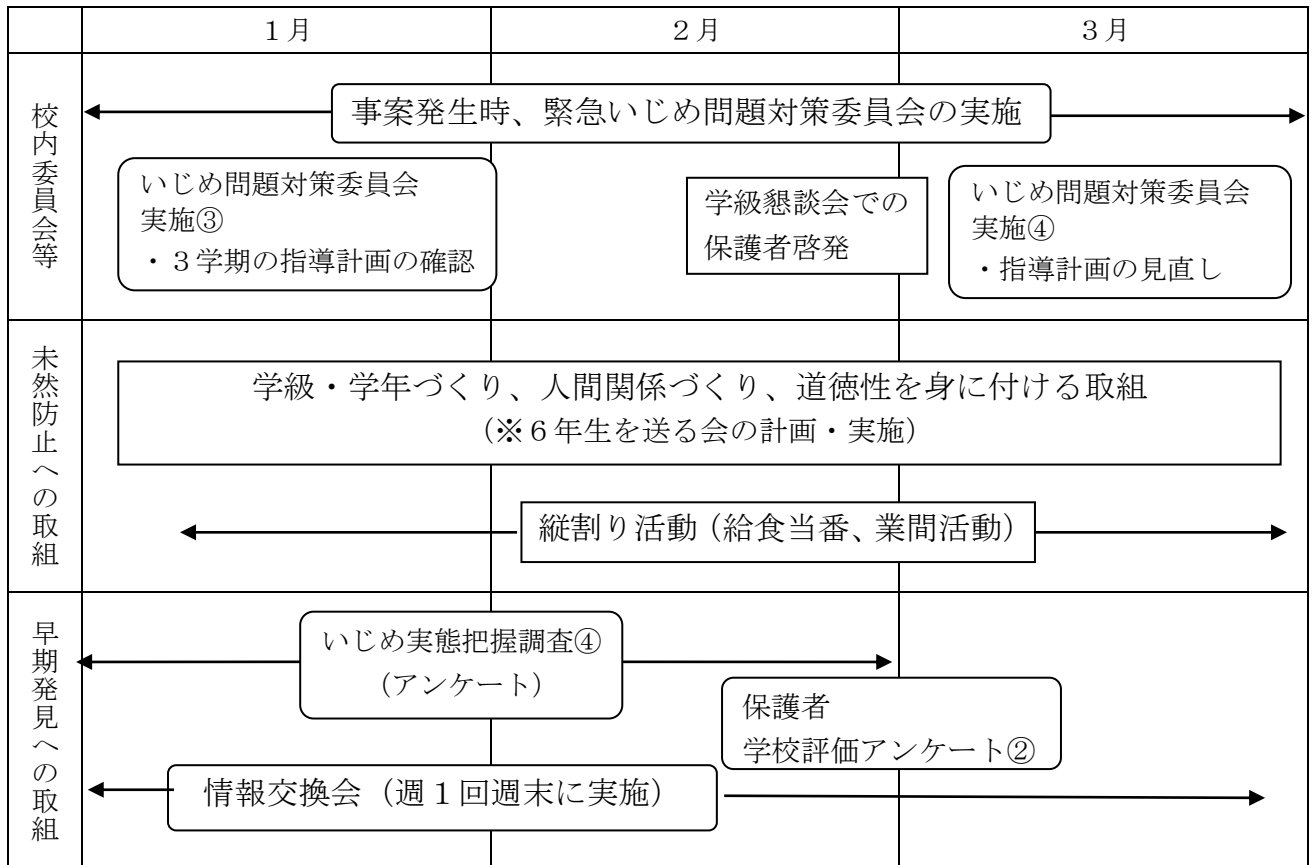 １月
２月
３月
校内委員会等
事案発生時、緊急いじめ問題対策委員会の実施
いじめ問題対策委員会
実施③
・３学期の指導計画の確認
学級懇談会での
保護者啓発
いじめ問題対策委員会
実施④
・指導計画の見直し
未然防止への取組
学級・学年づくり、人間関係づくり、道徳性を身に付ける取組
（※６年生を送る会の計画・実施）
縦割り活動（給食当番、業間活動）
早期発見への取組
いじめ実態把握調査④
（アンケート）
保護者
学校評価アンケート②
情報交換会（週１回週末に実施）